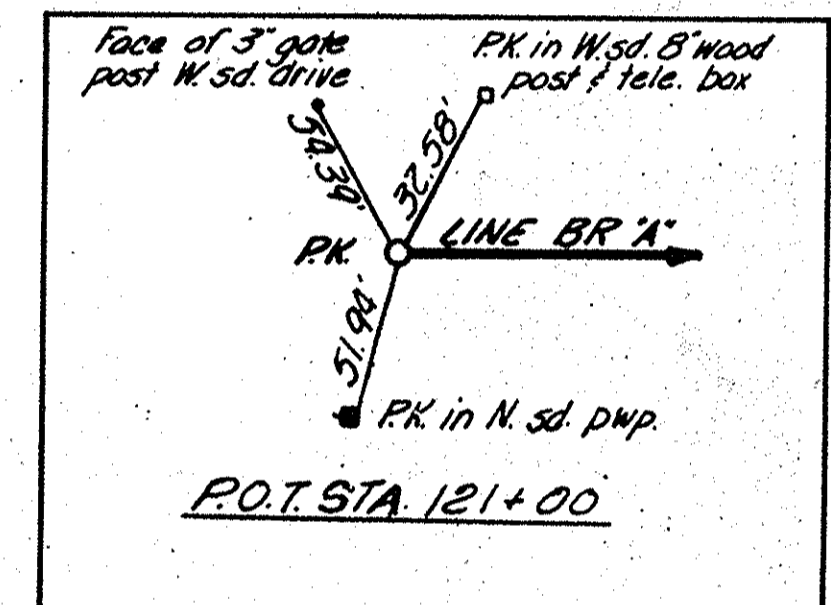 Face of 3" gate
post W. sd. drive
P.K. in W. sd. 8" wood
post & tele. box
54.39'
32.58'
P.K.
LINE BR "A"
51.94'
P.K. in N. sd. pwp.
P.O.T. STA. 121+00